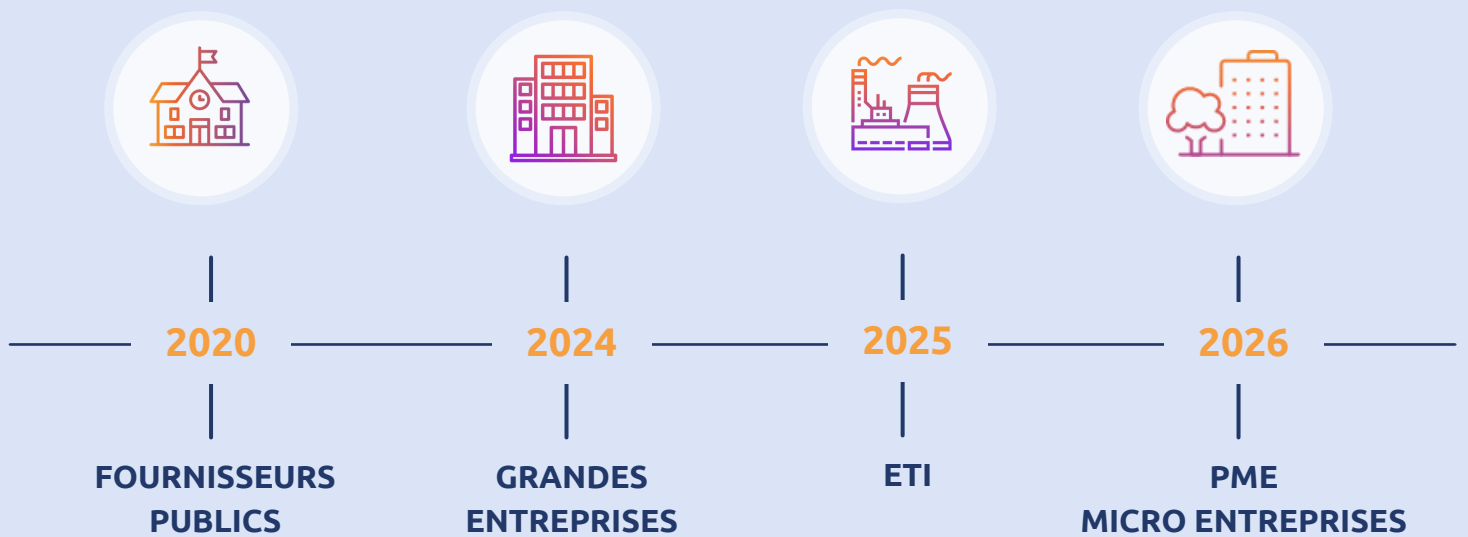 2020
2024
2025
2026
FOURNISSEURS
PUBLICS
GRANDES
ENTREPRISES
ETI
PME
MICRO ENTREPRISES